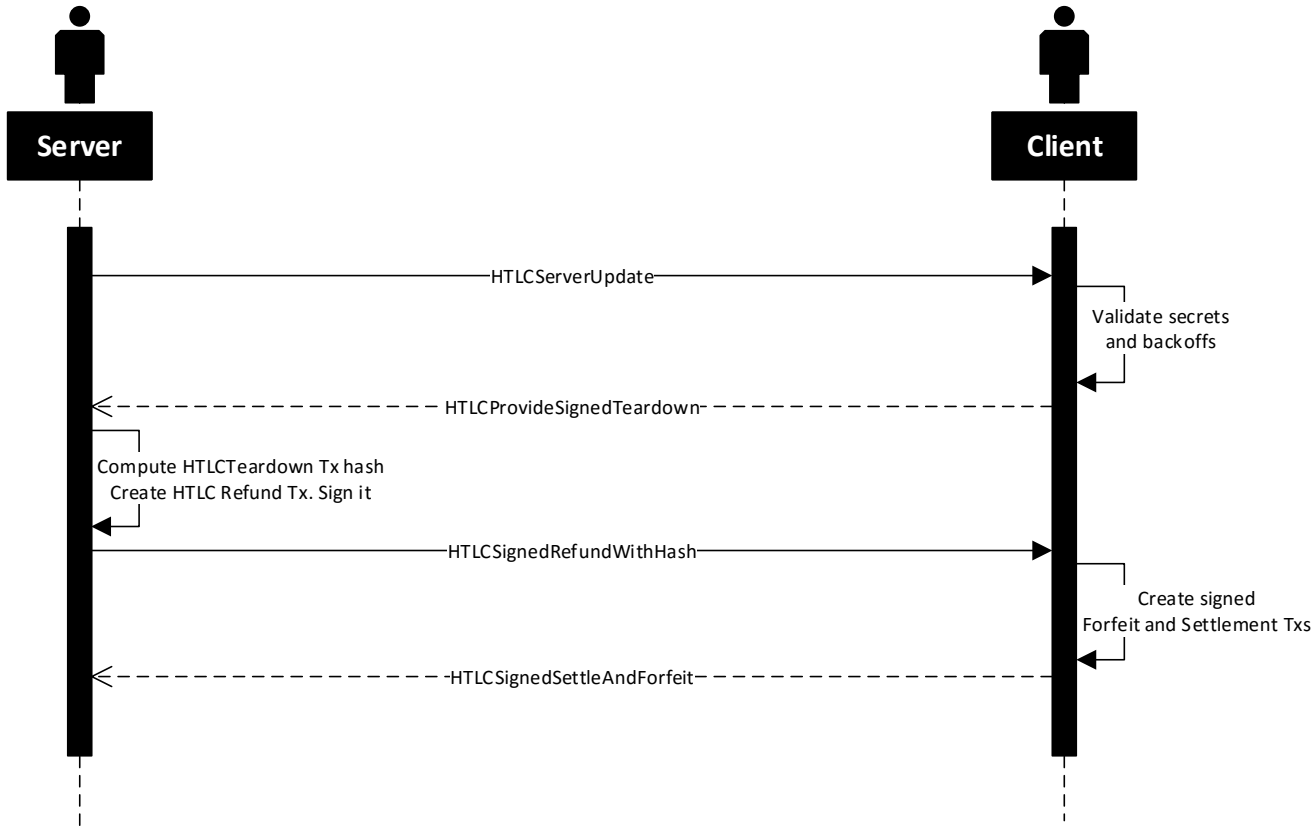 Server
Client
HTLCServerUpdate
Validate secrets
and backoffs
HTLCProvideSignedTeardown
Compute HTLCTeardown Tx hash
Create HTLC Refund Tx. Sign it
HTLCSignedRefundWithHash
Create signed
Forfeit and Settlement Txs
HTLCSignedSettleAndForfeit